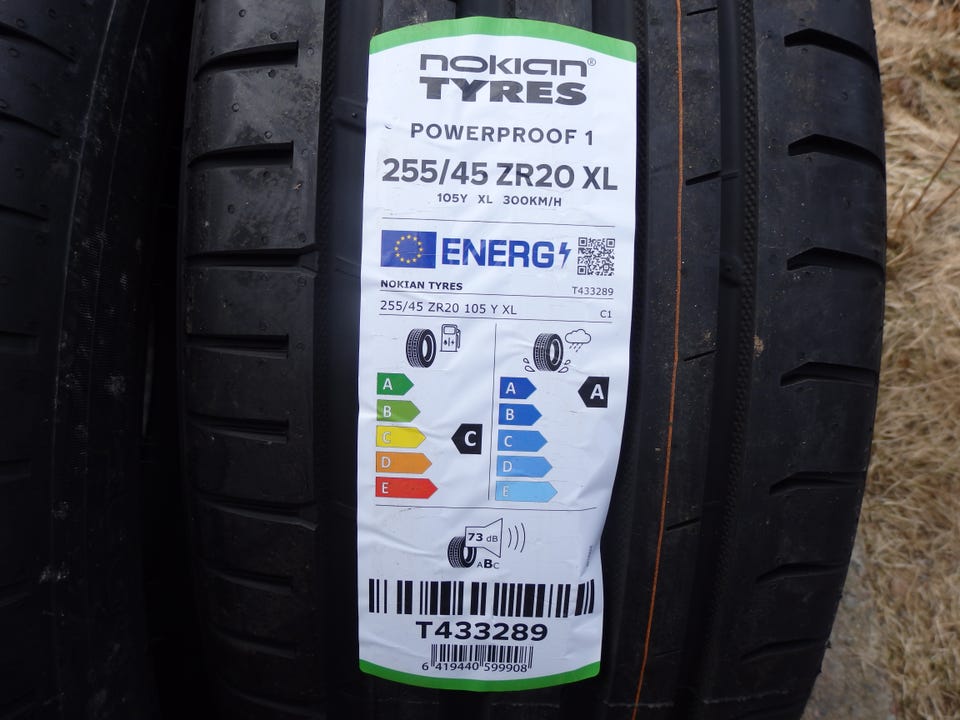 nokian®
TYRES
POWERPROOF 1
255/45 ZR20 XL
105Y XL 300KM/H
ENERG
NOKIAN TYRES T433289
255/45 ZR20 105 Y XL C1
A
B
C
D
E
C
A
B
C
D
E
A
73 dB
ABC
T433289
6 419440 599908